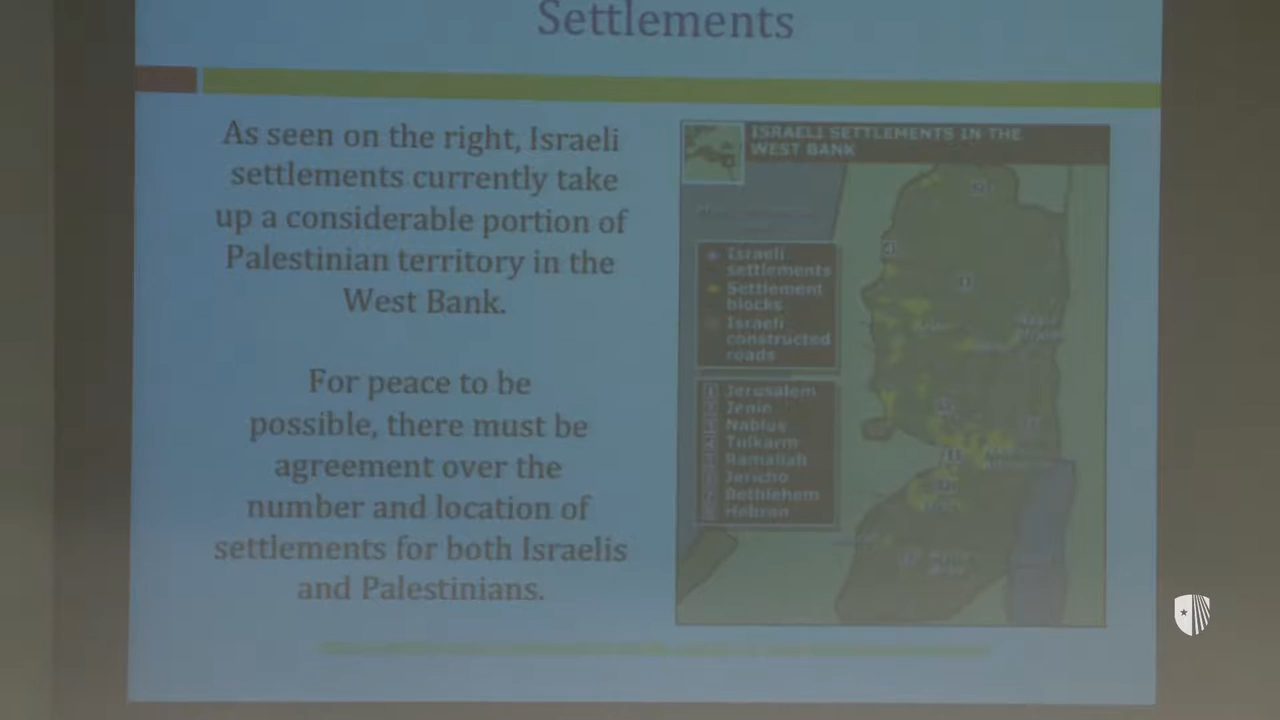 Settlements
As seen on the right, Israeli
settlements currently take
up a considerable portion of
Palestinian territory in the
West Bank.
For peace to be
possible, there must be
agreement over the
number and location of
settlements for both Israelis
and Palestinians.
ISRAELI SETTLEMENTS IN THE
WEST BANK
Israeli
settlements
Settlement
blocks
Israeli
constructed
roads
Jerusalem
Jenin
Nablus
Tulkarm
Ramallah
Jericho
Bethlehem
Hebron